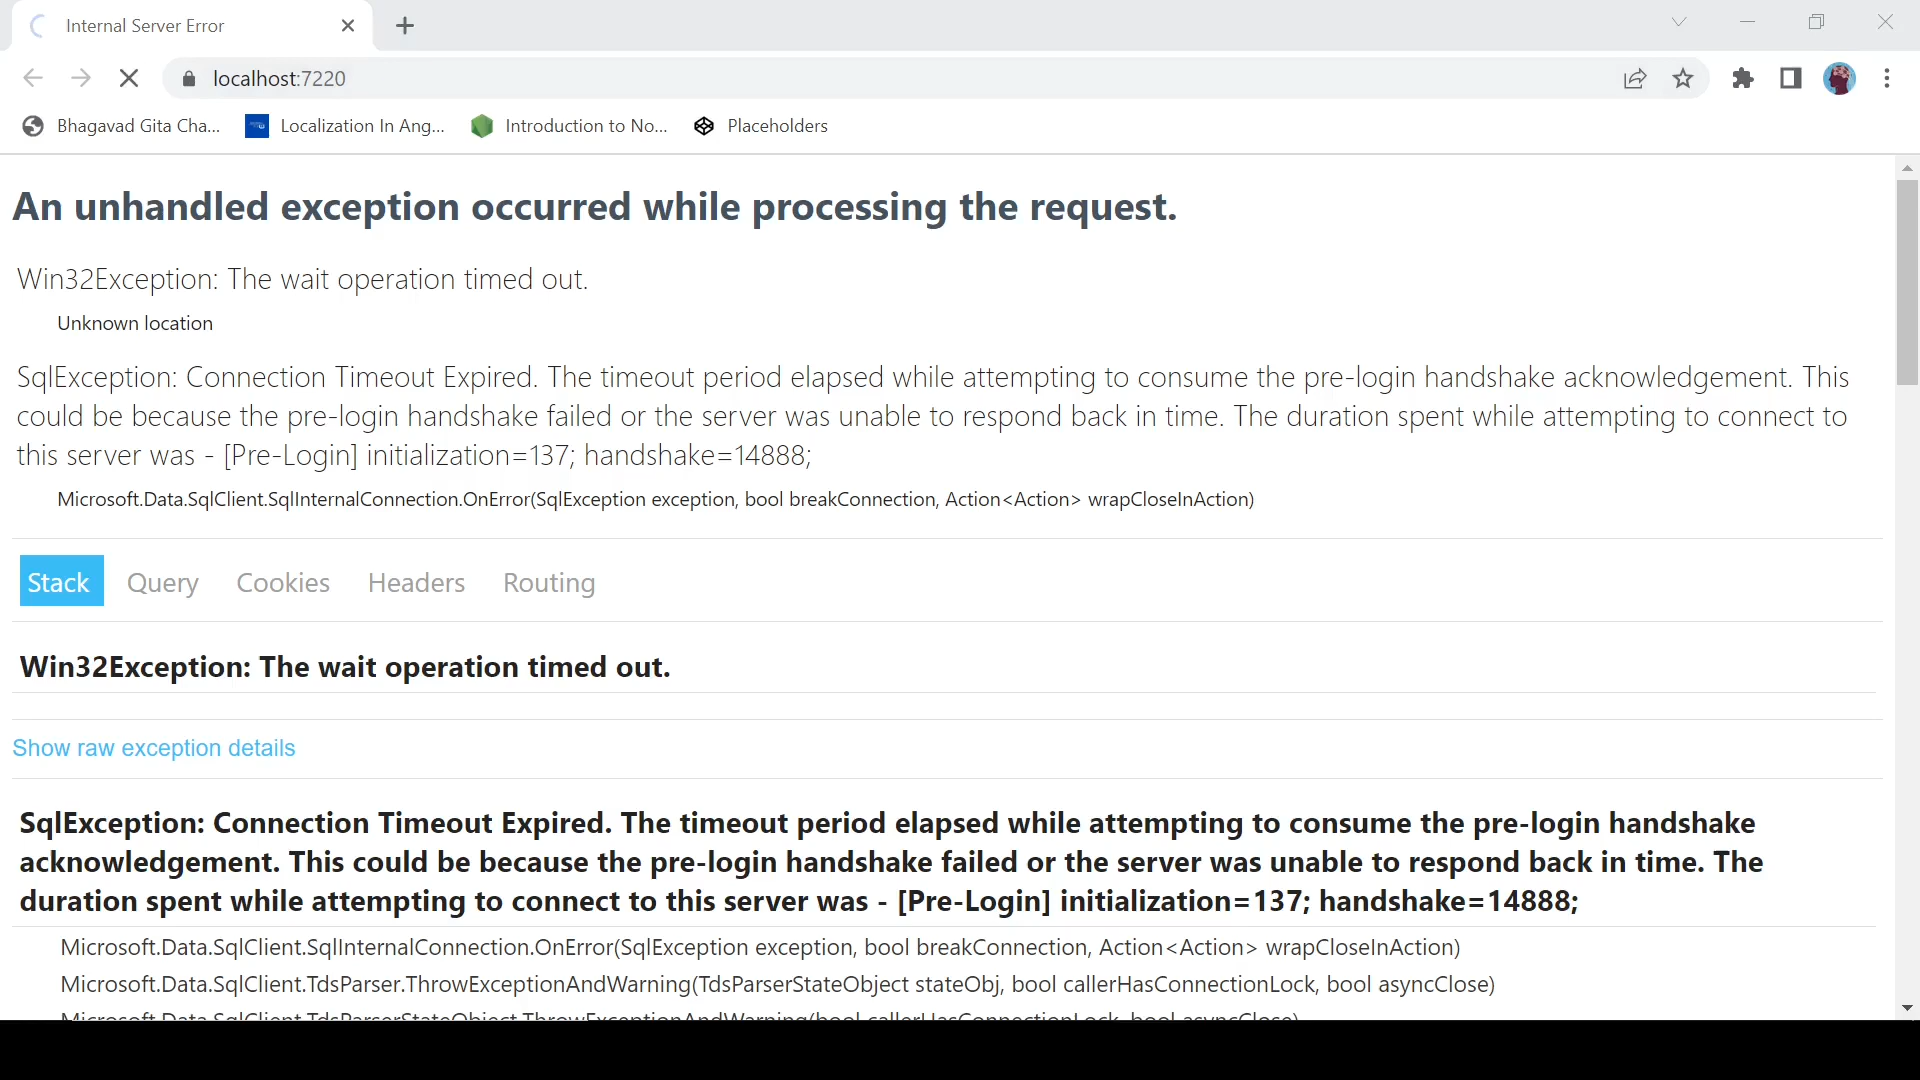 Internal Server Error
localhost:7220
Bhagavad Gita Cha...
Localization In Ang...
Introduction to No...
Placeholders
An unhandled exception occurred while processing the request.
Win32Exception: The wait operation timed out.
Unknown location
SqlException: Connection Timeout Expired. The timeout period elapsed while attempting to consume the pre-login handshake acknowledgement. This
could be because the pre-login handshake failed or the server was unable to respond back in time. The duration spent while attempting to connect to
this server was - [Pre-Login] initialization=137; handshake=14888;
Microsoft.Data.SqlClient.SqlInternalConnection.OnError(SqlException exception, bool breakConnection, Action<Action> wrapCloseInAction)
Stack Query Cookies Headers Routing
Win32Exception: The wait operation timed out.
Show raw exception details
SqlException: Connection Timeout Expired. The timeout period elapsed while attempting to consume the pre-login handshake
acknowledgement. This could be because the pre-login handshake failed or the server was unable to respond back in time. The
duration spent while attempting to connect to this server was - [Pre-Login] initialization=137; handshake=14888;
Microsoft.Data.SqlClient.SqlInternalConnection.OnError(SqlException exception, bool breakConnection, Action<Action> wrapCloseInAction)
Microsoft.Data.SqlClient.TdsParser.ThrowExceptionAndWarning(TdsParserStateObject stateObj, bool callerHasConnectionLock, bool asyncClose)
Microsoft.Data.SqlClient.TdsParserStateObject.ThrowExceptionAndWarning(bool callerHasConnectionLock, bool asyncClose)